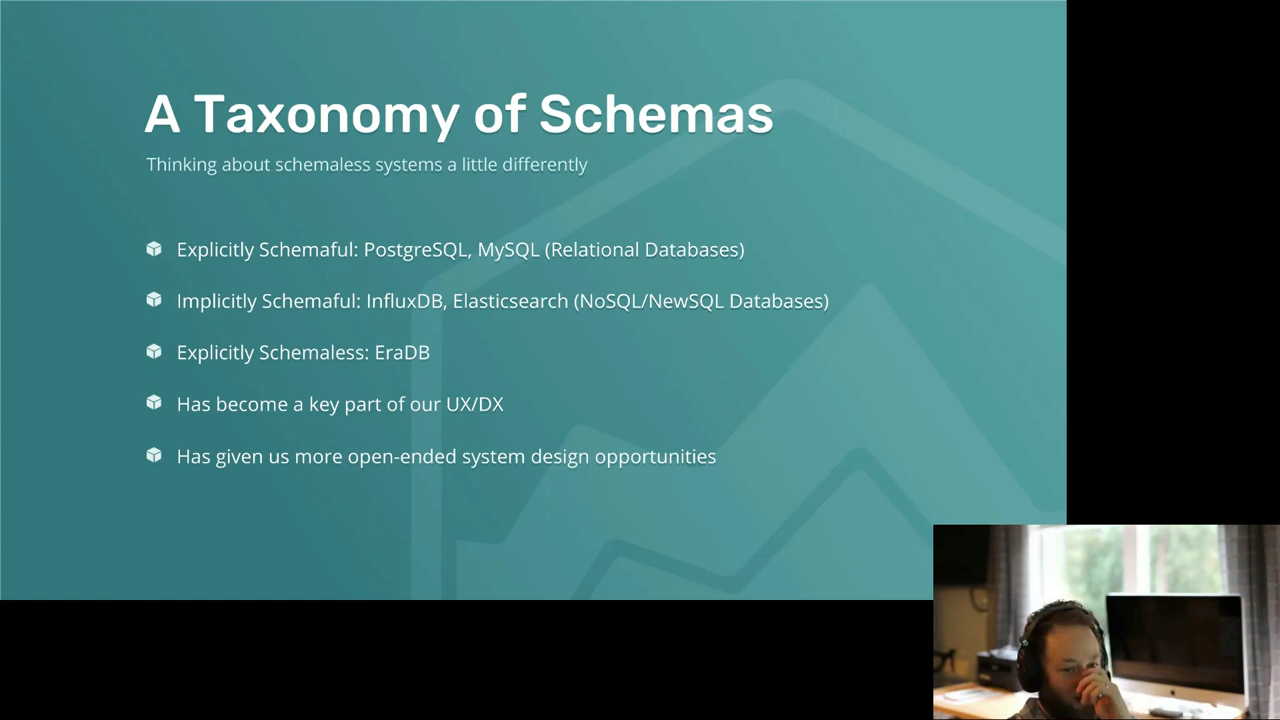 A Taxonomy of Schemas
Thinking about schemaless systems a little differently
Explicitly Schemaful: PostgreSQL, MySQL (Relational Databases)
Implicitly Schemaful: InfluxDB, Elasticsearch (NoSQL/NewSQL Databases)
Explicitly Schemaless: EraDB
Has become a key part of our UX/DX
Has given us more open-ended system design opportunities